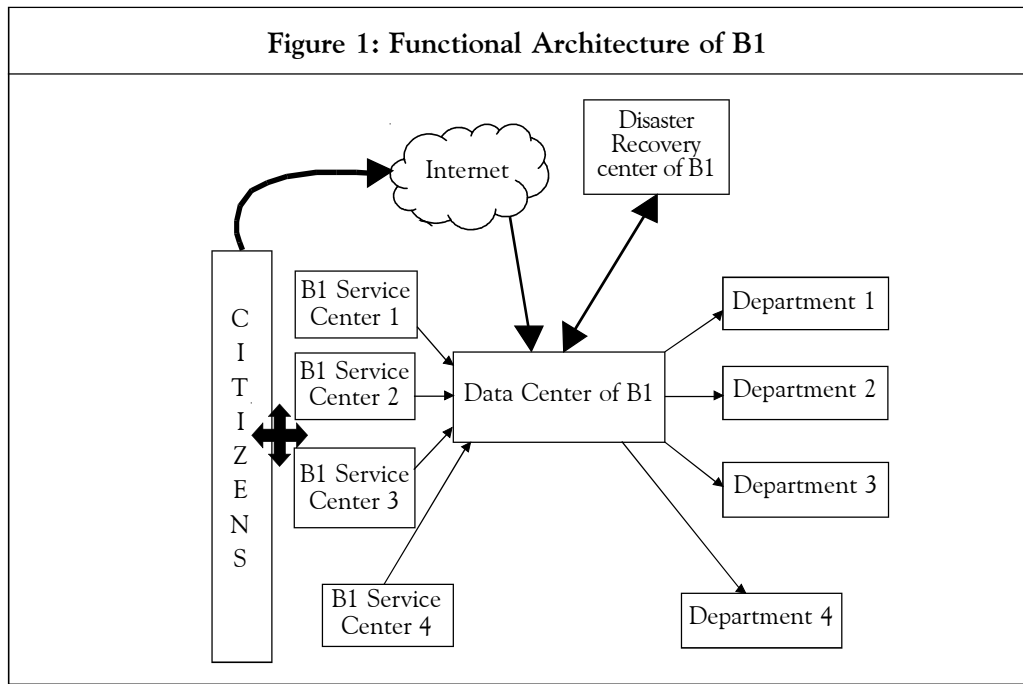 Figure 1: Functional Architecture of B1
Disaster
Recovery
center of B1
Internet
CITIZENS
B1 Service
Center 1
B1 Service
Center 2
B1 Service
Center 3
B1 Service
Center 4
Data Center of B1
Department 1
Department 2
Department 3
Department 4